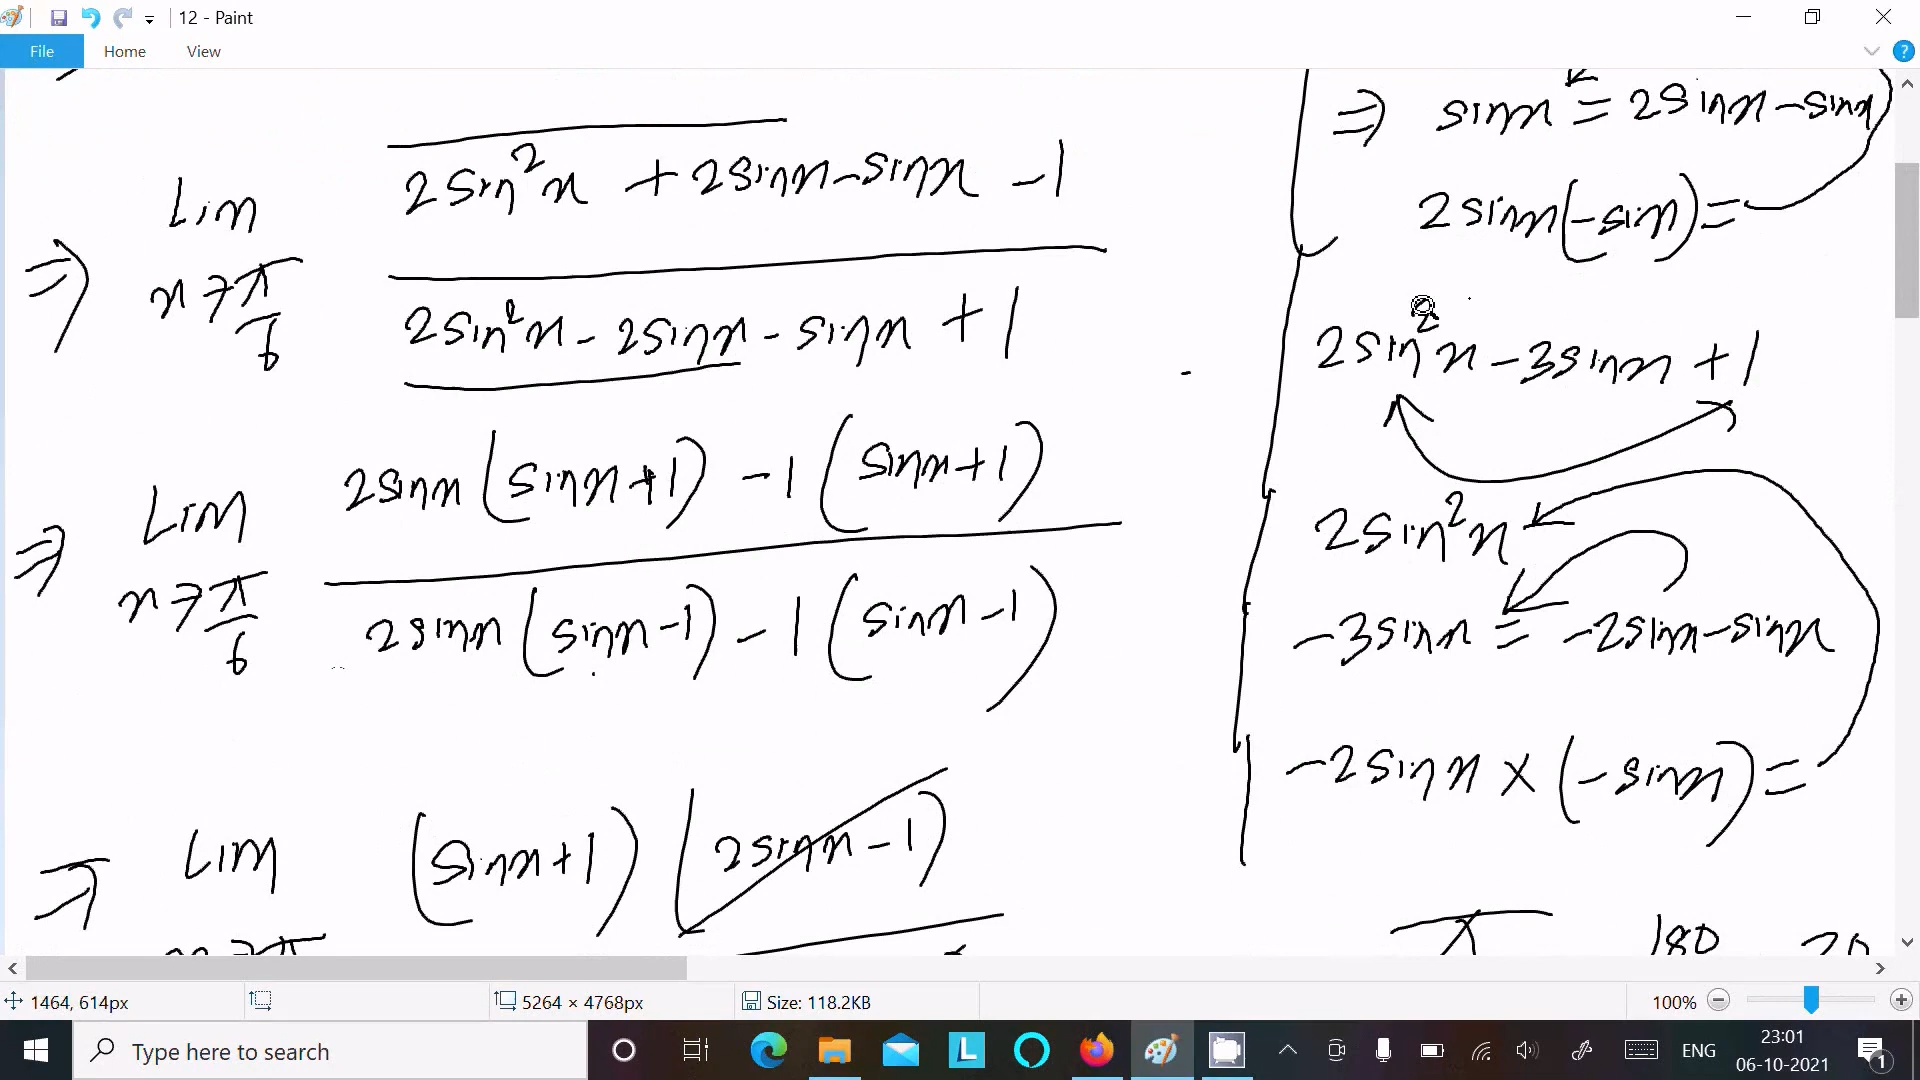 12 - Paint
File Home View
2sin²x + 2sinx - sinx - 1
Lim
x→π/6
2sin²x - 2sinx - sinx + 1
⇒ sinx = 2sinx - sinx
2sinx(-sin) =
2sin²x - 3sinx + 1
⇒ Lim
x→π/6
2sinx(sinx+1) - 1(sinx+1)
2sinx(sinx-1) - 1(sinx-1)
2sin²x
-3sinx = -2sinx - sinx
-2sinx × (-sinx) =
⇒ Lim
(sinx+1)(2sinx-1)
x→π
π 180
1464, 614px
5264 × 4768px
Size: 118.2KB
100%
Type here to search
ENG
23:01
06-10-2021
1